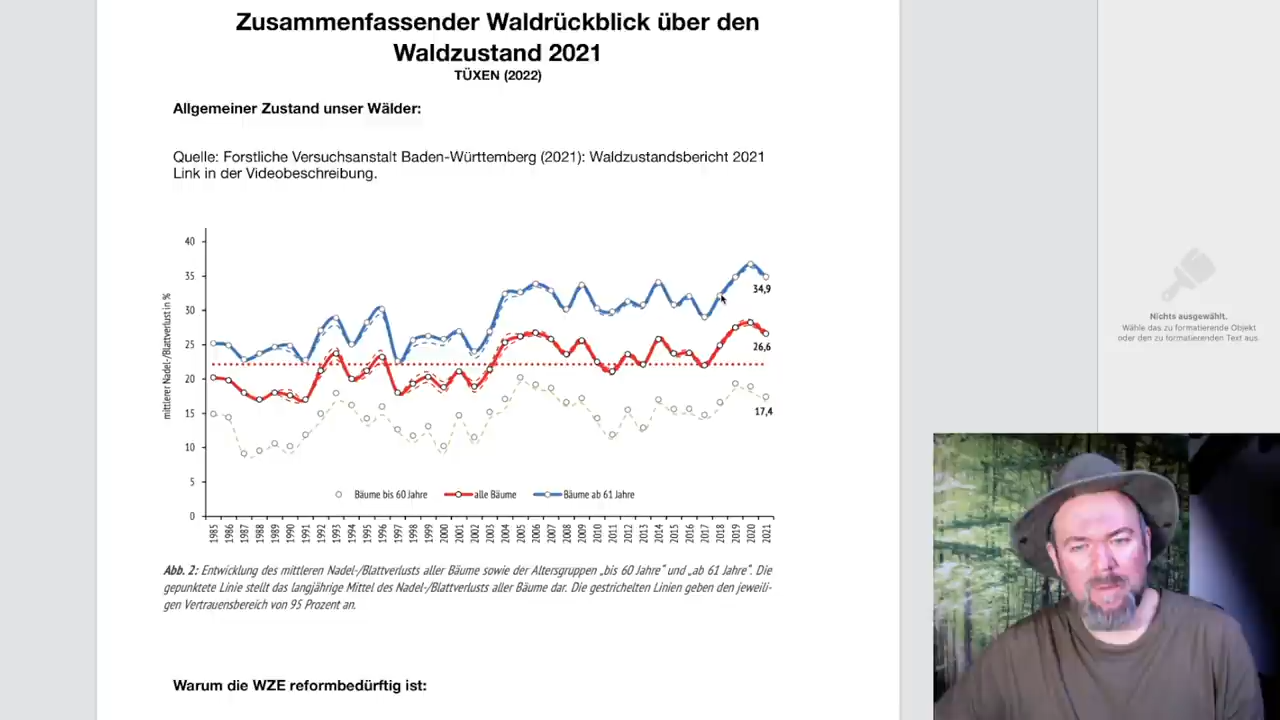 Zusammenfassender Waldrückblick über den
Waldzustand 2021
TÜXEN (2022)
Allgemeiner Zustand unser Wälder:
Quelle: Forstliche Versuchsanstalt Baden-Württemberg (2021): Waldzustandsbericht 2021
Link in der Videobeschreibung.
mittlerer Nadel-/Blattverlust in %
40
35
30
25
20
15
10
5
0
34,9
26,6
17,4
Bäume bis 60 Jahre
alle Bäume
Bäume ab 61 Jahre
1985 1986 1987 1988 1989 1990 1991 1992 1993 1994 1995 1996 1997 1998 1999 2000 2001 2002 2003 2004 2005 2006 2007 2008 2009 2010 2011 2012 2013 2014 2015 2016 2017 2018 2019 2020 2021
Abb. 2: Entwicklung des mittleren Nadel-/Blattverlusts aller Bäume sowie der Altersgruppen „bis 60 Jahre" und „ab 61 Jahre". Die
gepunktete Linie stellt das langjährige Mittel des Nadel-/Blattverlusts aller Bäume dar. Die gestrichelten Linien geben den jeweili-
gen Vertrauensbereich von 95 Prozent an.
Warum die WZE reformbedürftig ist:
Nichts ausgewählt.
Wähle das zu formatierende Objekt
oder den zu formatierenden Text aus.